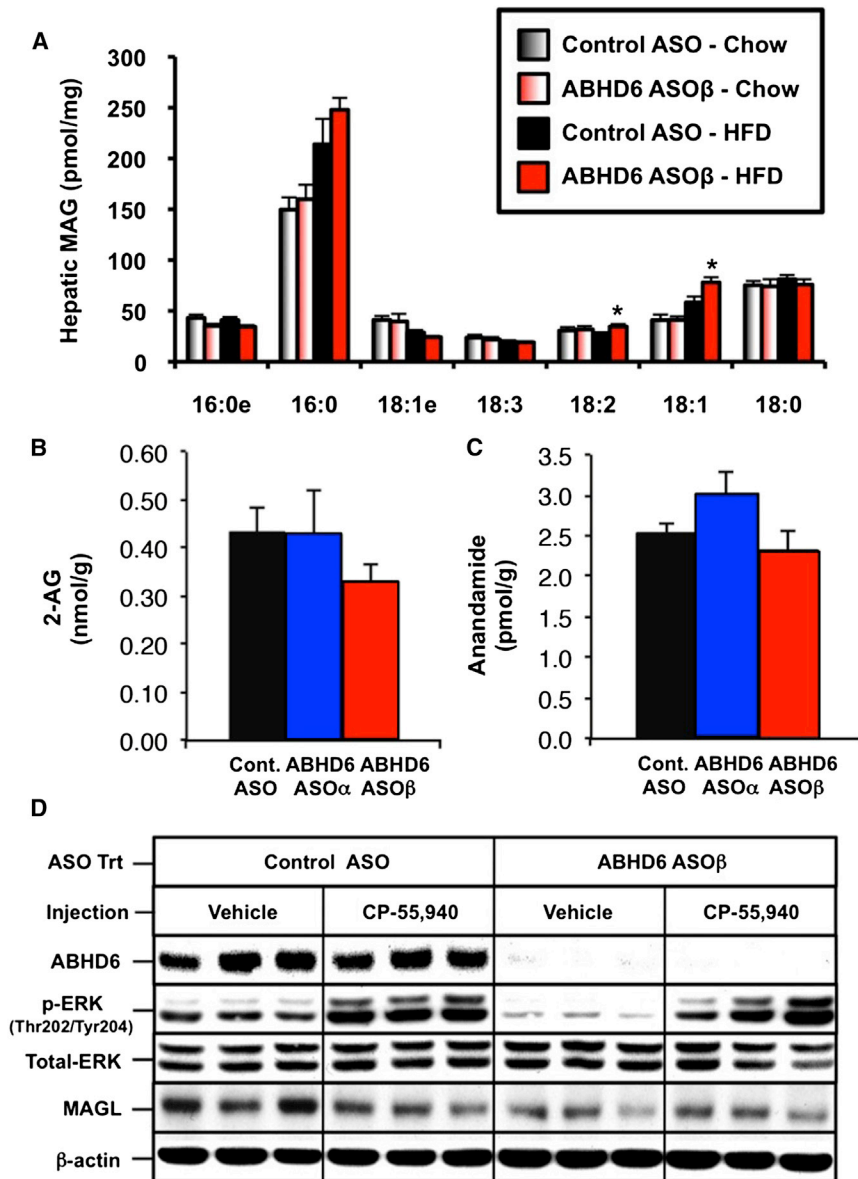 A
Hepatic MAG (pmol/mg)
300
250
200
150
100
50
0
Control ASO - Chow
ABHD6 ASOβ - Chow
Control ASO - HFD
ABHD6 ASOβ - HFD
* *
16:0e 16:0 18:1e 18:3 18:2 18:1 18:0
B
2-AG
(nmol/g)
0.60
0.50
0.40
0.30
0.20
0.10
0.00
Cont. ABHD6 ABHD6
ASO ASOα ASOβ
C
Anandamide
(pmol/g)
3.5
3.0
2.5
2.0
1.5
1.0
0.5
0.0
Cont. ABHD6 ABHD6
ASO ASOα ASOβ
D
ASO Trt Control ASO ABHD6 ASOβ
Injection Vehicle CP-55,940 Vehicle CP-55,940
ABHD6
p-ERK
(Thr202/Tyr204)
Total-ERK
MAGL
β-actin